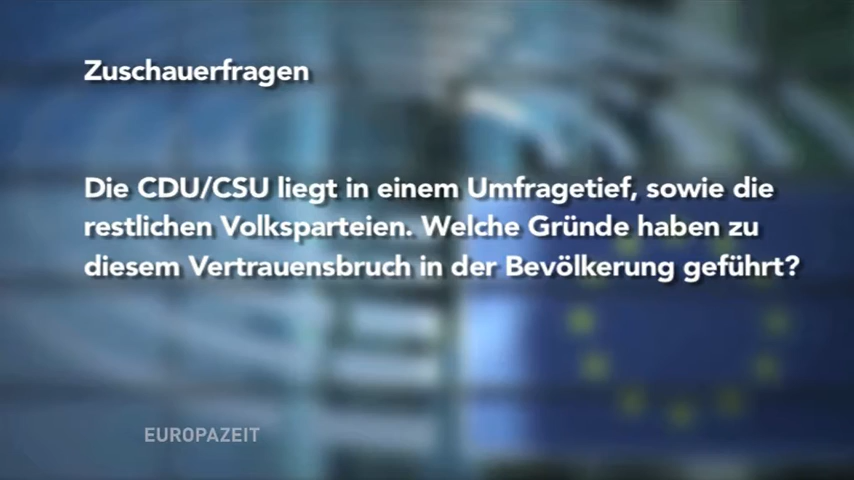 Zuschauerfragen
Die CDU/CSU liegt in einem Umfragetief, sowie die
restlichen Volksparteien. Welche Gründe haben zu
diesem Vertrauensbruch in der Bevölkerung geführt?
EUROPAZEIT